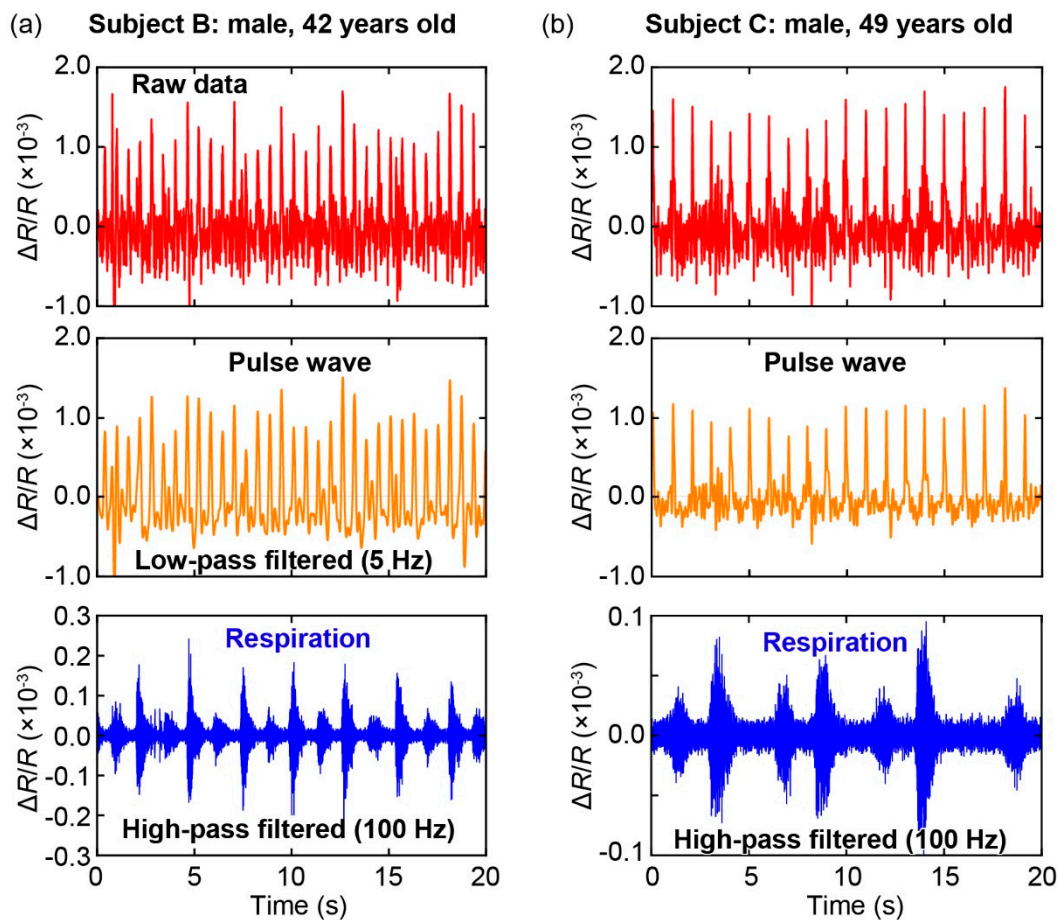 (a) Subject B: male, 42 years old
(b) Subject C: male, 49 years old
2.0
1.0
0.0
-1.0
ΔR/R (×10⁻³)
Raw data
0 5 10 15 20
2.0
1.0
0.0
-1.0
ΔR/R (×10⁻³)
2.0
1.0
0.0
-1.0
ΔR/R (×10⁻³)
Pulse wave
Low-pass filtered (5 Hz)
2.0
1.0
0.0
-1.0
ΔR/R (×10⁻³)
Pulse wave
0.3
0.2
0.1
0.0
-0.1
-0.2
-0.3
ΔR/R (×10⁻³)
Respiration
High-pass filtered (100 Hz)
0 5 10 15 20
Time (s)
0.1
0.0
-0.1
ΔR/R (×10⁻³)
Respiration
High-pass filtered (100 Hz)
0 5 10 15 20
Time (s)